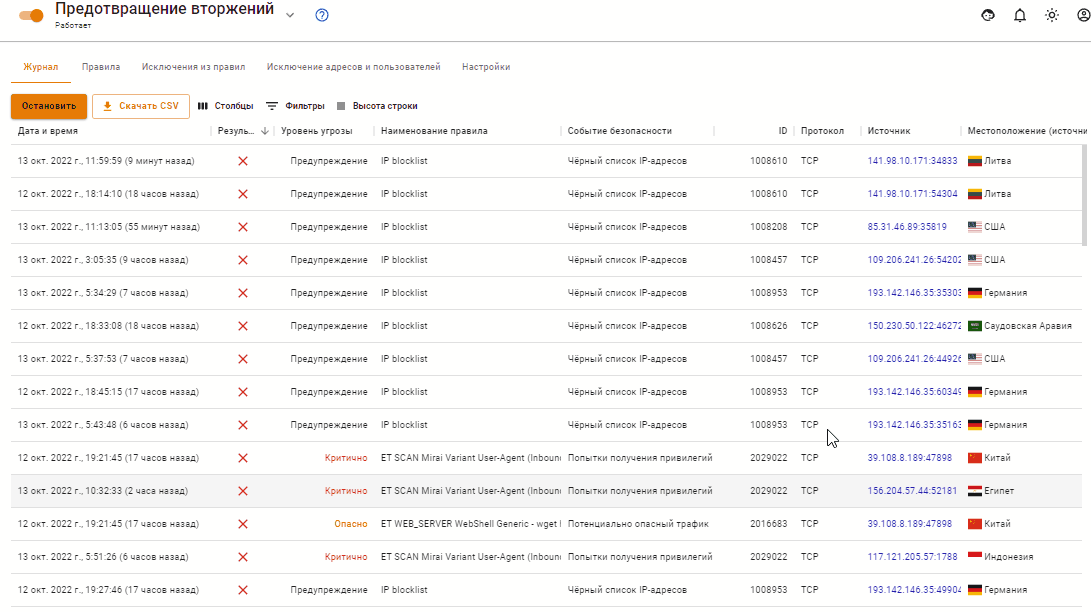 Предотвращение вторжений
Работает
Журнал Правила Исключения из правил Исключение адресов и пользователей Настройки
Остановить Скачать CSV Столбцы Фильтры Высота строки
Дата и время Резуль... Уровень угрозы Наименование правила Событие безопасности ID Протокол Источник Местоположение (источни
13 окт. 2022 г., 11:59:59 (9 минут назад) Предупреждение IP blocklist Чёрный список IP-адресов 1008610 TCP 141.98.10.171:34833 Литва
12 окт. 2022 г., 18:14:10 (18 часов назад) Предупреждение IP blocklist Чёрный список IP-адресов 1008610 TCP 141.98.10.171:54304 Литва
13 окт. 2022 г., 11:13:05 (55 минут назад) Предупреждение IP blocklist Чёрный список IP-адресов 1008208 TCP 85.31.46.89:35819 США
13 окт. 2022 г., 3:05:35 (9 часов назад) Предупреждение IP blocklist Чёрный список IP-адресов 1008457 TCP 109.206.241.26:54202 США
13 окт. 2022 г., 5:34:29 (7 часов назад) Предупреждение IP blocklist Чёрный список IP-адресов 1008953 TCP 193.142.146.35:35303 Германия
12 окт. 2022 г., 18:33:08 (18 часов назад) Предупреждение IP blocklist Чёрный список IP-адресов 1008626 TCP 150.230.50.122:46272 Саудовская Аравия
13 окт. 2022 г., 5:37:53 (7 часов назад) Предупреждение IP blocklist Чёрный список IP-адресов 1008457 TCP 109.206.241.26:44926 США
12 окт. 2022 г., 18:45:15 (17 часов назад) Предупреждение IP blocklist Чёрный список IP-адресов 1008953 TCP 193.142.146.35:60349 Германия
13 окт. 2022 г., 5:43:48 (6 часов назад) Предупреждение IP blocklist Чёрный список IP-адресов 1008953 TCP 193.142.146.35:35163 Германия
12 окт. 2022 г., 19:21:45 (17 часов назад) Критично ET SCAN Mirai Variant User-Agent (Inboun Попытки получения привилегий 2029022 TCP 39.108.8.189:47898 Китай
13 окт. 2022 г., 10:32:33 (2 часа назад) Критично ET SCAN Mirai Variant User-Agent (Inboun Попытки получения привилегий 2029022 TCP 156.204.57.44:52181 Египет
12 окт. 2022 г., 19:21:45 (17 часов назад) Опасно ET WEB_SERVER WebShell Generic - wget Потенциально опасный трафик 2016683 TCP 39.108.8.189:47898 Китай
13 окт. 2022 г., 5:51:26 (6 часов назад) Критично ET SCAN Mirai Variant User-Agent (Inboun Попытки получения привилегий 2029022 TCP 117.121.205.57:1788 Индонезия
12 окт. 2022 г., 19:27:46 (17 часов назад) Предупреждение IP blocklist Чёрный список IP-адресов 1008953 TCP 193.142.146.35:49904 Германия